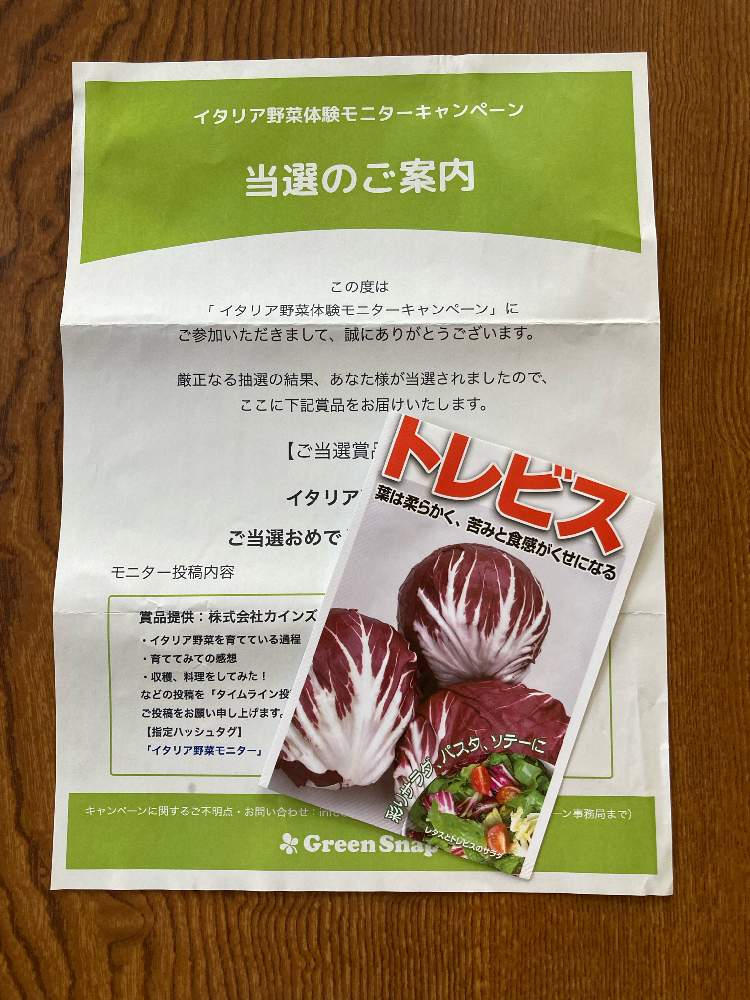 イタリア野菜体験モニターキャンペーン
当選のご案内
この度は
「 イタリア野菜体験モニターキャンペーン」に
ご参加いただきまして、誠にありがとうございます。
厳正なる抽選の結果、あなた様が当選されましたので、
ここに下記賞品をお届けいたします。
【ご当選賞品
イタリア
ご当選おめで
モニター投稿内容
賞品提供：株式会社カインズ
・イタリア野菜を育てている過程
・育ててみての感想
・収穫、料理をしてみた！
などの投稿を「タイムライン投
ご投稿をお願い申し上げます。
【指定ハッシュタグ】
「イタリア野菜モニター」
キャンペーンに関するご不明点・お問い合わせ：info
ーン事務局まで）
Green Snap
トレビス
葉は柔らかく、苦みと食感がくせになる
彩りサラダ、パスタ、ソテーに
レタスとトレビスのサラダ